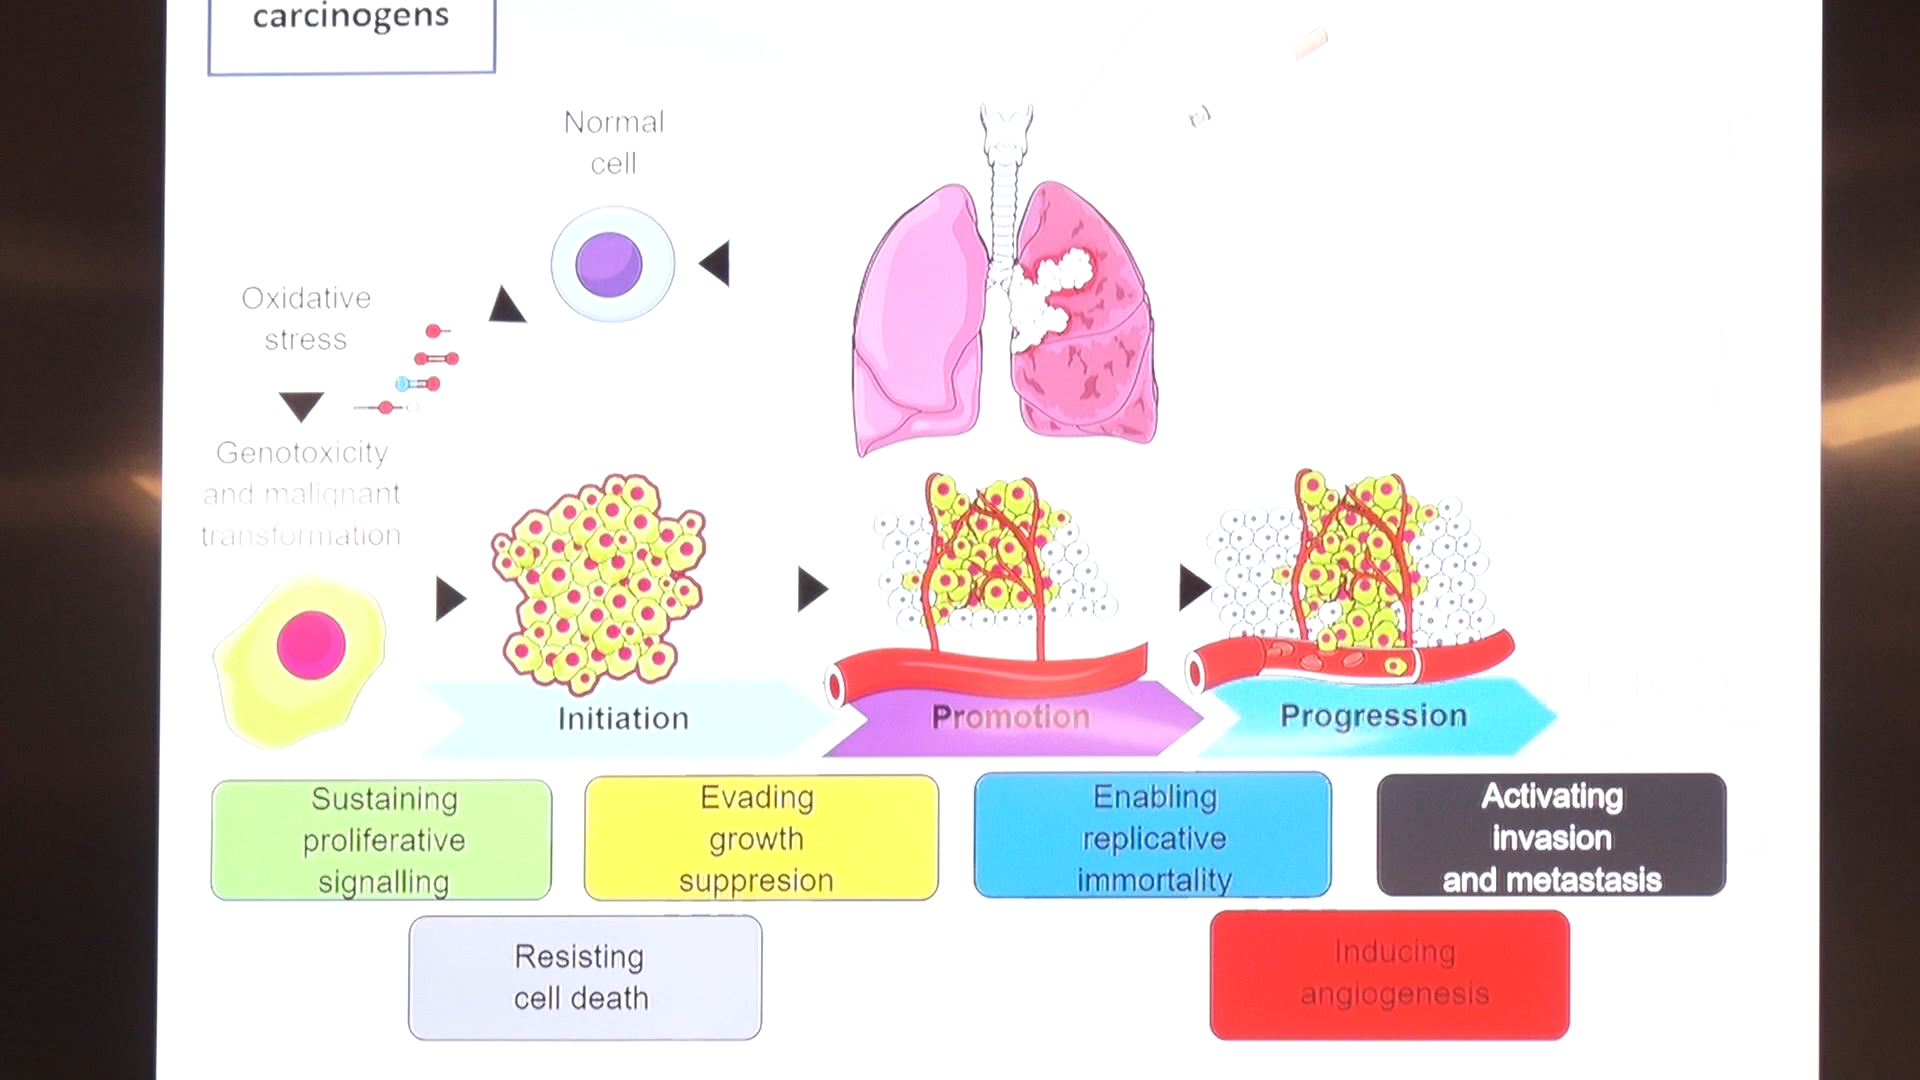 carcinogens
Normal
cell
Oxidative
stress
Genotoxicity
and malignant
transformation
Initiation
Promotion
Progression
Sustaining
proliferative
signalling
Evading
growth
suppresion
Enabling
replicative
immortality
Activating
invasion
and metastasis
Resisting
cell death
Inducing
angiogenesis